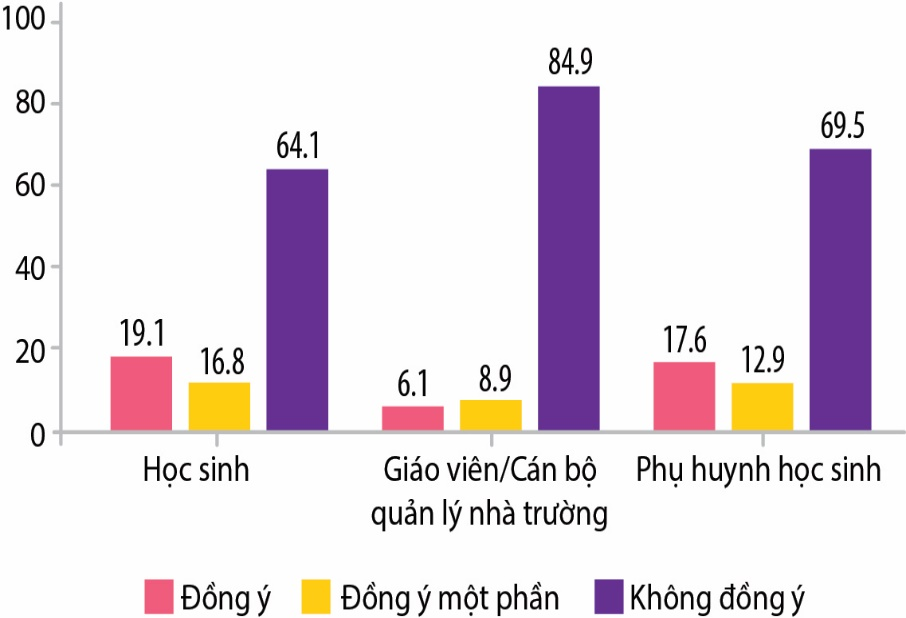 100
80
60
40
20
0
19.1
16.8
64.1
6.1
8.9
84.9
17.6
12.9
69.5
Học sinh
Giáo viên/Cán bộ
quản lý nhà trường
Phụ huynh học sinh
Đồng ý
Đồng ý một phần
Không đồng ý